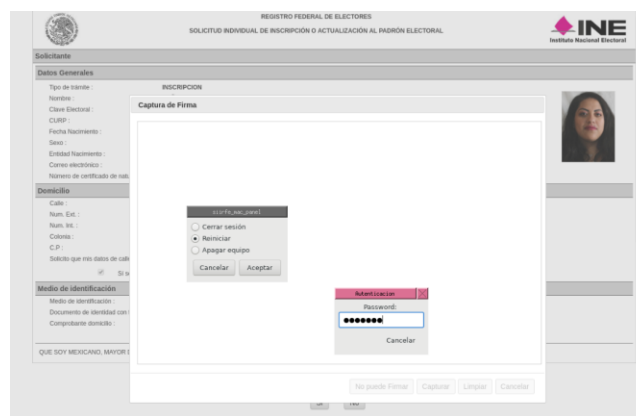 REGISTRO FEDERAL DE ELECTORES
SOLICITUD INDIVIDUAL DE INSCRIPCIÓN O ACTUALIZACIÓN AL PADRÓN ELECTORAL
INE
Instituto Nacional Electoral
Solicitante
Datos Generales
Tipo de trámite : INSCRIPCION
Nombre :
Clave Electoral :
CURP :
Fecha Nacimiento :
Sexo :
Entidad Nacimiento :
Correo electrónico :
Número de certificado de
Domicilio
Calle :
Num. Ext. :
Num. Int. :
Colonia :
C.P :
Solicito que mis datos de
Medio de identificación
Medio de identificación :
Documento de identidad con
Comprobante domicilio :
QUE SOY MEXICANO, MAYOR
Captura de Firma
Cerrar sesión
Reiniciar
Apagar equipo
Cancelar Aceptar
Autenticacion
Password:
Cancelar
No puede Firmar Capturar Limpiar Cancelar